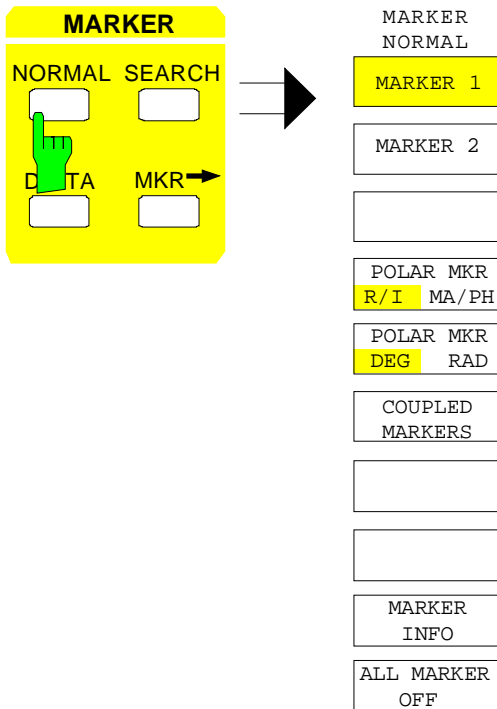 MARKER
NORMAL SEARCH
MKR
MARKER
NORMAL
MARKER 1
MARKER 2
POLAR MKR
R/I MA/PH
POLAR MKR
DEG RAD
COUPLED
MARKERS
MARKER
INFO
ALL MARKER
OFF